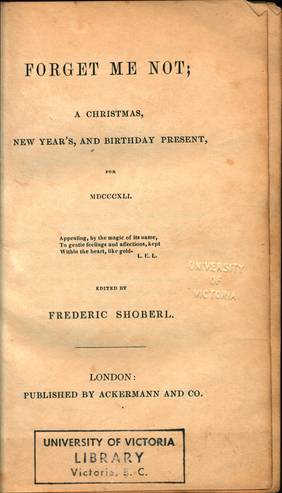 FORGET ME NOT;
A CHRISTMAS,
NEW YEAR'S, AND BIRTHDAY PRESENT,
FOR
MDCCCXLI.
Appealing, by the magic of its name,
To gentle feelings and affections, kept
Within the heart, like gold.
L. E. L.
UNIVERSITY
OF
VICTORIA
EDITED BY
FREDERIC SHOBERL.
LONDON:
PUBLISHED BY ACKERMANN AND CO.
UNIVERSITY OF VICTORIA
LIBRARY
Victoria, B. C.